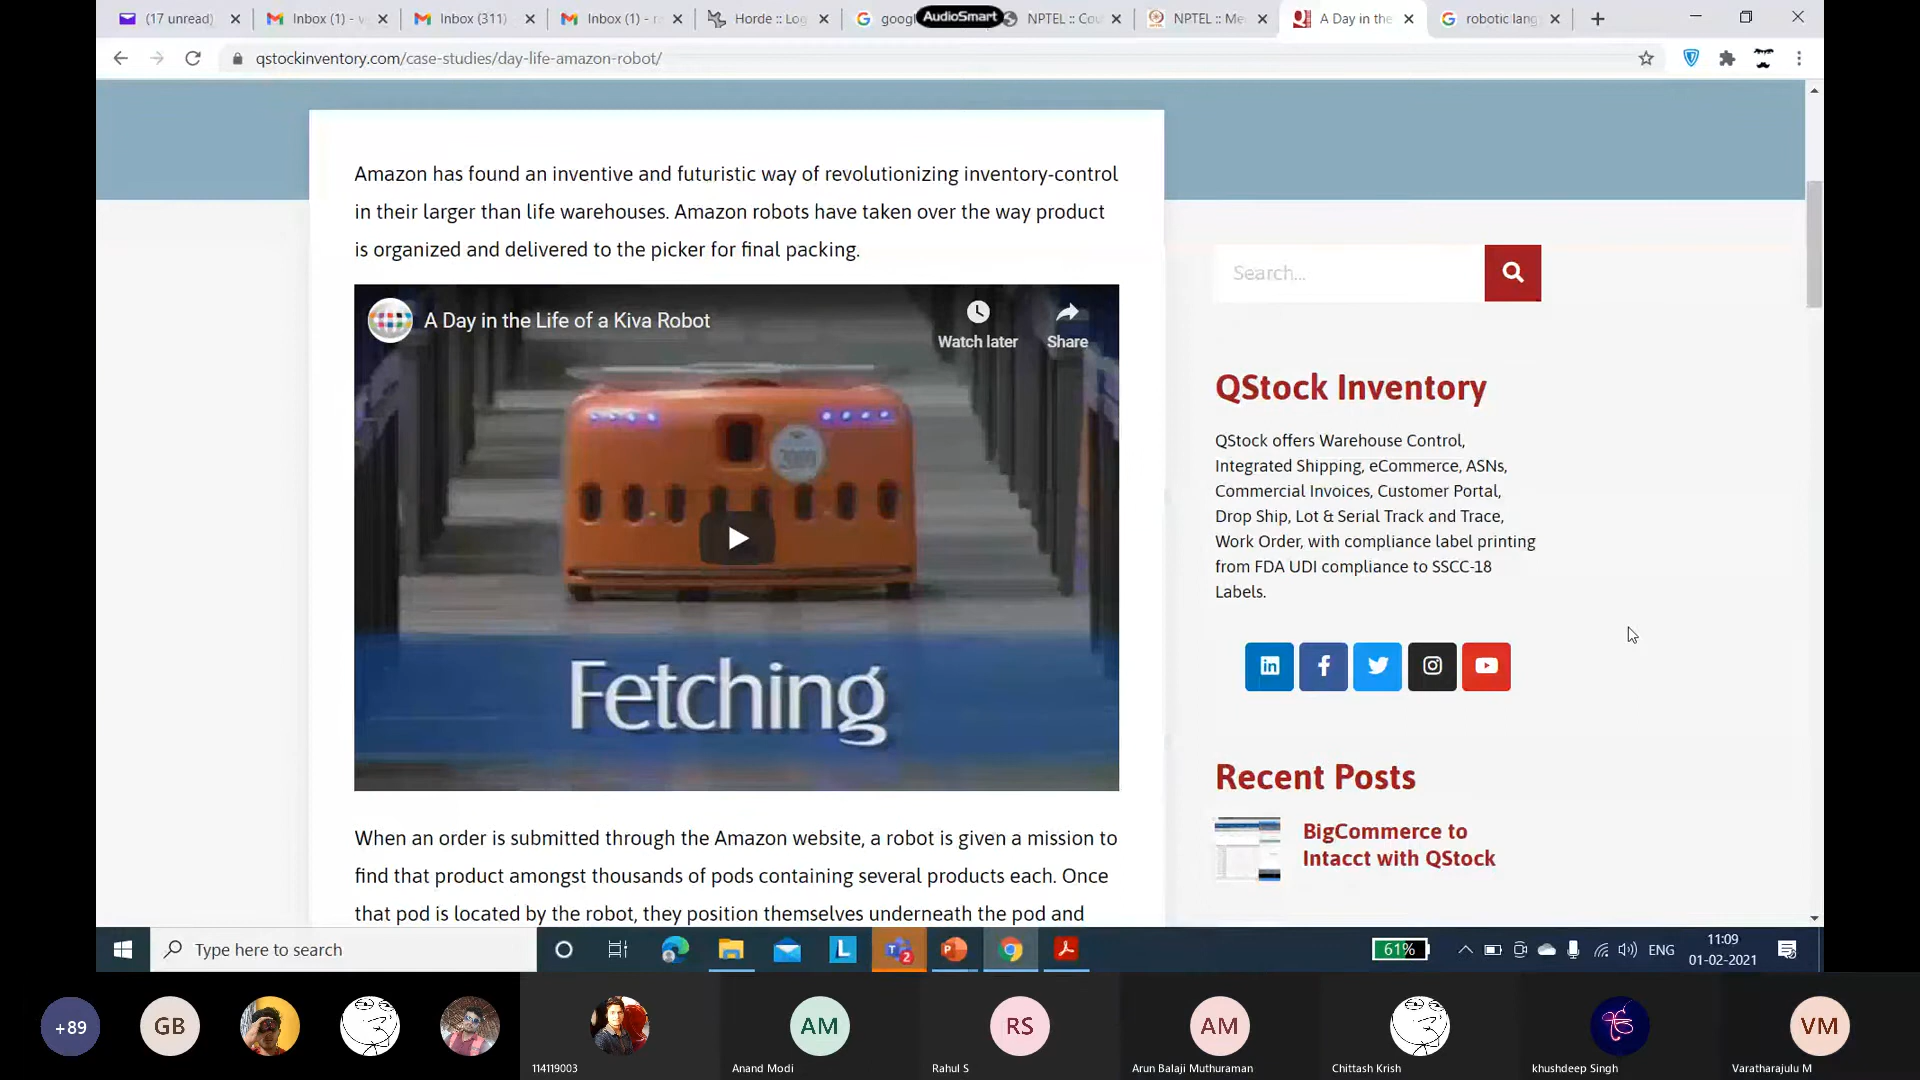 (17 unread)
Inbox (1) - v
Inbox (311)
Inbox (1) - r
Horde :: Log
googl
AudioSmart
NPTEL :: Cou
NPTEL :: Me
A Day in the
robotic lang
qstockinventory.com/case-studies/day-life-amazon-robot/
Amazon has found an inventive and futuristic way of revolutionizing inventory-control
in their larger than life warehouses. Amazon robots have taken over the way product
is organized and delivered to the picker for final packing.
A Day in the Life of a Kiva Robot
Watch later
Share
Fetching
When an order is submitted through the Amazon website, a robot is given a mission to
find that product amongst thousands of pods containing several products each. Once
that pod is located by the robot, they position themselves underneath the pod and
Search...
QStock Inventory
QStock offers Warehouse Control,
Integrated Shipping, eCommerce, ASNs,
Commercial Invoices, Customer Portal,
Drop Ship, Lot & Serial Track and Trace,
Work Order, with compliance label printing
from FDA UDI compliance to SSCC-18
Labels.
Recent Posts
BigCommerce to
Intacct with QStock
Type here to search
61%
ENG
11:09
01-02-2021
+89
GB
114119003
AM
Anand Modi
RS
Rahul S
AM
Arun Balaji Muthuraman
Chittash Krish
khushdeep Singh
VM
Varatharajulu M